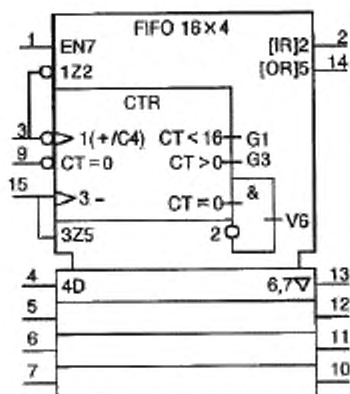 FIFO 16×4
1 EN7 [IR]2 2
1Z2 [OR]5 14
CTR
3 1(+/C4) CT<16 G1
9 CT=0 CT>0 G3
15 3- CT=0 & V6
3Z5 2
4 4D 6,7▽ 13
5 12
6 11
7 10